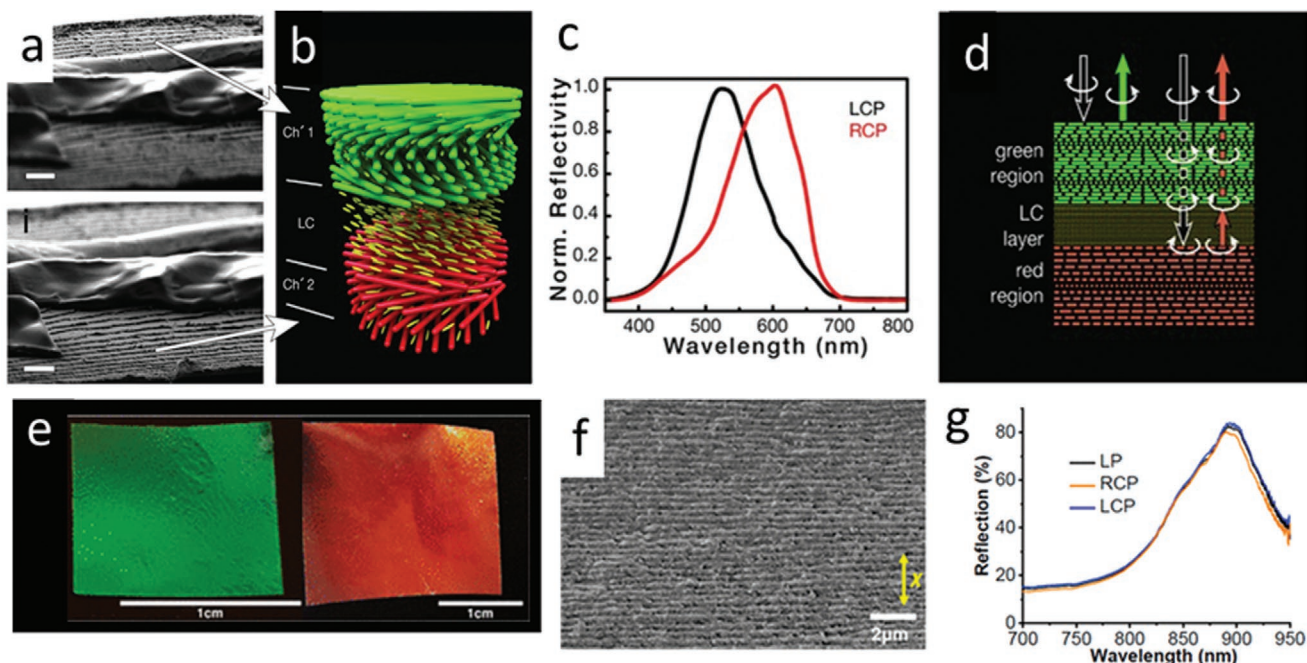 a
i
b
Ch' 1
LC
Ch' 2
c
Norm. Reflectivity
1.0
0.8
0.6
0.4
0.2
0.0
LCP
RCP
400
500
600
700
800
Wavelength (nm)
d
green
region
LC
layer
red
region
e
1cm
1cm
f
χ
2μm
g
Reflection (%)
80
60
40
20
0
LP
RCP
LCP
700
750
800
850
900
950
Wavelength (nm)